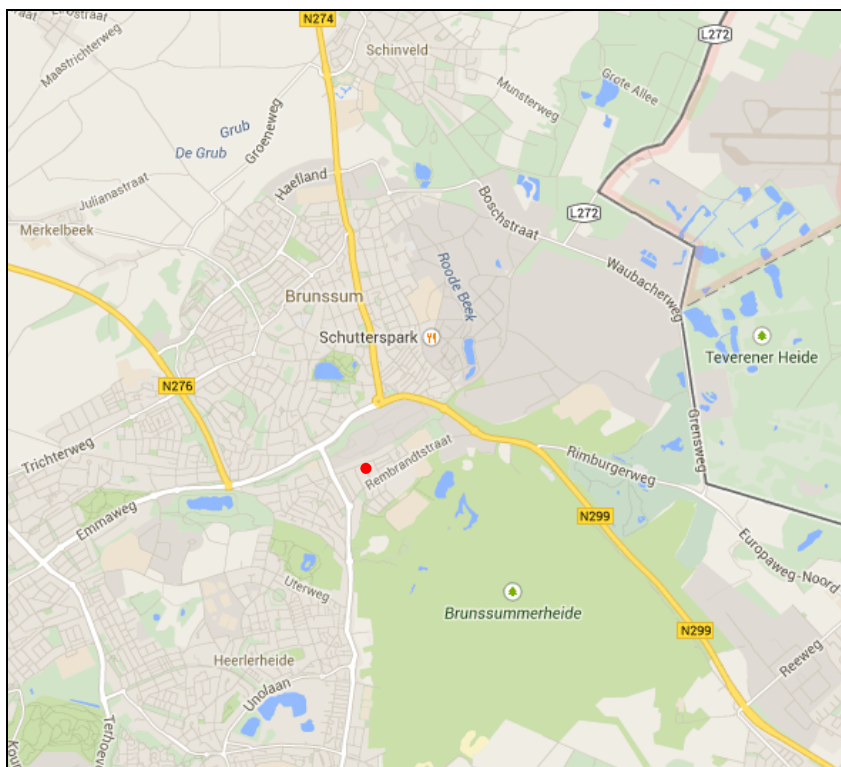 N274
L272
Maastrichterweg
Schinveld
Grote Allee
Munsterweg
Groeneweg
Grub
De Grub
Haelland
Julianastraat
Boschstraat
L272
Merkelbeek
Roode Beek
Waubacherweg
Brunssum
Schutterspark
Teverener Heide
N276
Grensweg
Trichterweg
Rembrandtstraat
Rimburgerweg
Emmaweg
N299
Europaweg-Noord
Uterweg
Brunssummerheide
N299
Heerlerheide
Reeweg
Unolaan